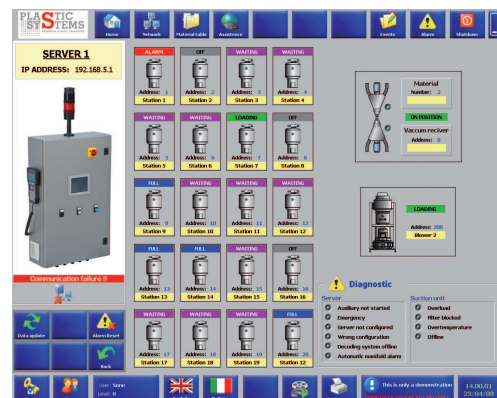 PLASTIC
SYSTEMS
Home
Network
Material table
Assistence
Events
Alarm
Shutdown
SERVER 1
IP ADDRESS: 192.168.5.1
Communication failure !!
Data update
Alarm Reset
Back
ALARM
Address: 1
Station 1
OFF
Address: 2
Station 2
WAITING
Address: 3
Station 3
WAITING
Address: 4
Station 4
WAITING
Address: 5
Station 5
WAITING
Address: 6
Station 6
LOADING
Address: 7
Station 7
OFF
Address: 8
Station 8
FULL
Address: 9
Station 9
WAITING
Address: 10
Station 10
WAITING
Address: 11
Station 11
WAITING
Address: 12
Station 12
FULL
Address: 13
Station 13
FULL
Address: 14
Station 14
WAITING
Address: 15
Station 15
OFF
Address: 16
Station 16
WAITING
Address: 17
Station 17
WAITING
Address: 18
Station 18
WAITING
Address: 19
Station 19
FULL
Address: 20
Station 12
Material
Number: 2
ON POSITION
Vaccum reciver
Address: 0
LOADING
Address: 200
Blower 2
Diagnostic
Server
Auxiliary not started
Emergency
Server not configured
Wrong configuration
Decoding system offline
Automatic manifold alarm
Suction unit
Overload
Filter blocked
Overtemperature
Offline
User : None
Level: 0
This is only a demonstration
14.00.01
23/04/09